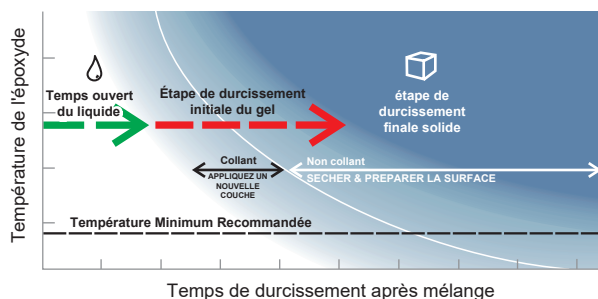 Température de l'époxyde
Temps ouvert
du liquide
Étape de durcissement
initiale du gel
étape de
durcissement
finale solide
Collant
APPLIQUEZ UN
NOUVELLE
COUCHE
Non collant
SECHER & PREPARER LA SURFACE
Température Minimum Recommandée
Temps de durcissement après mélange